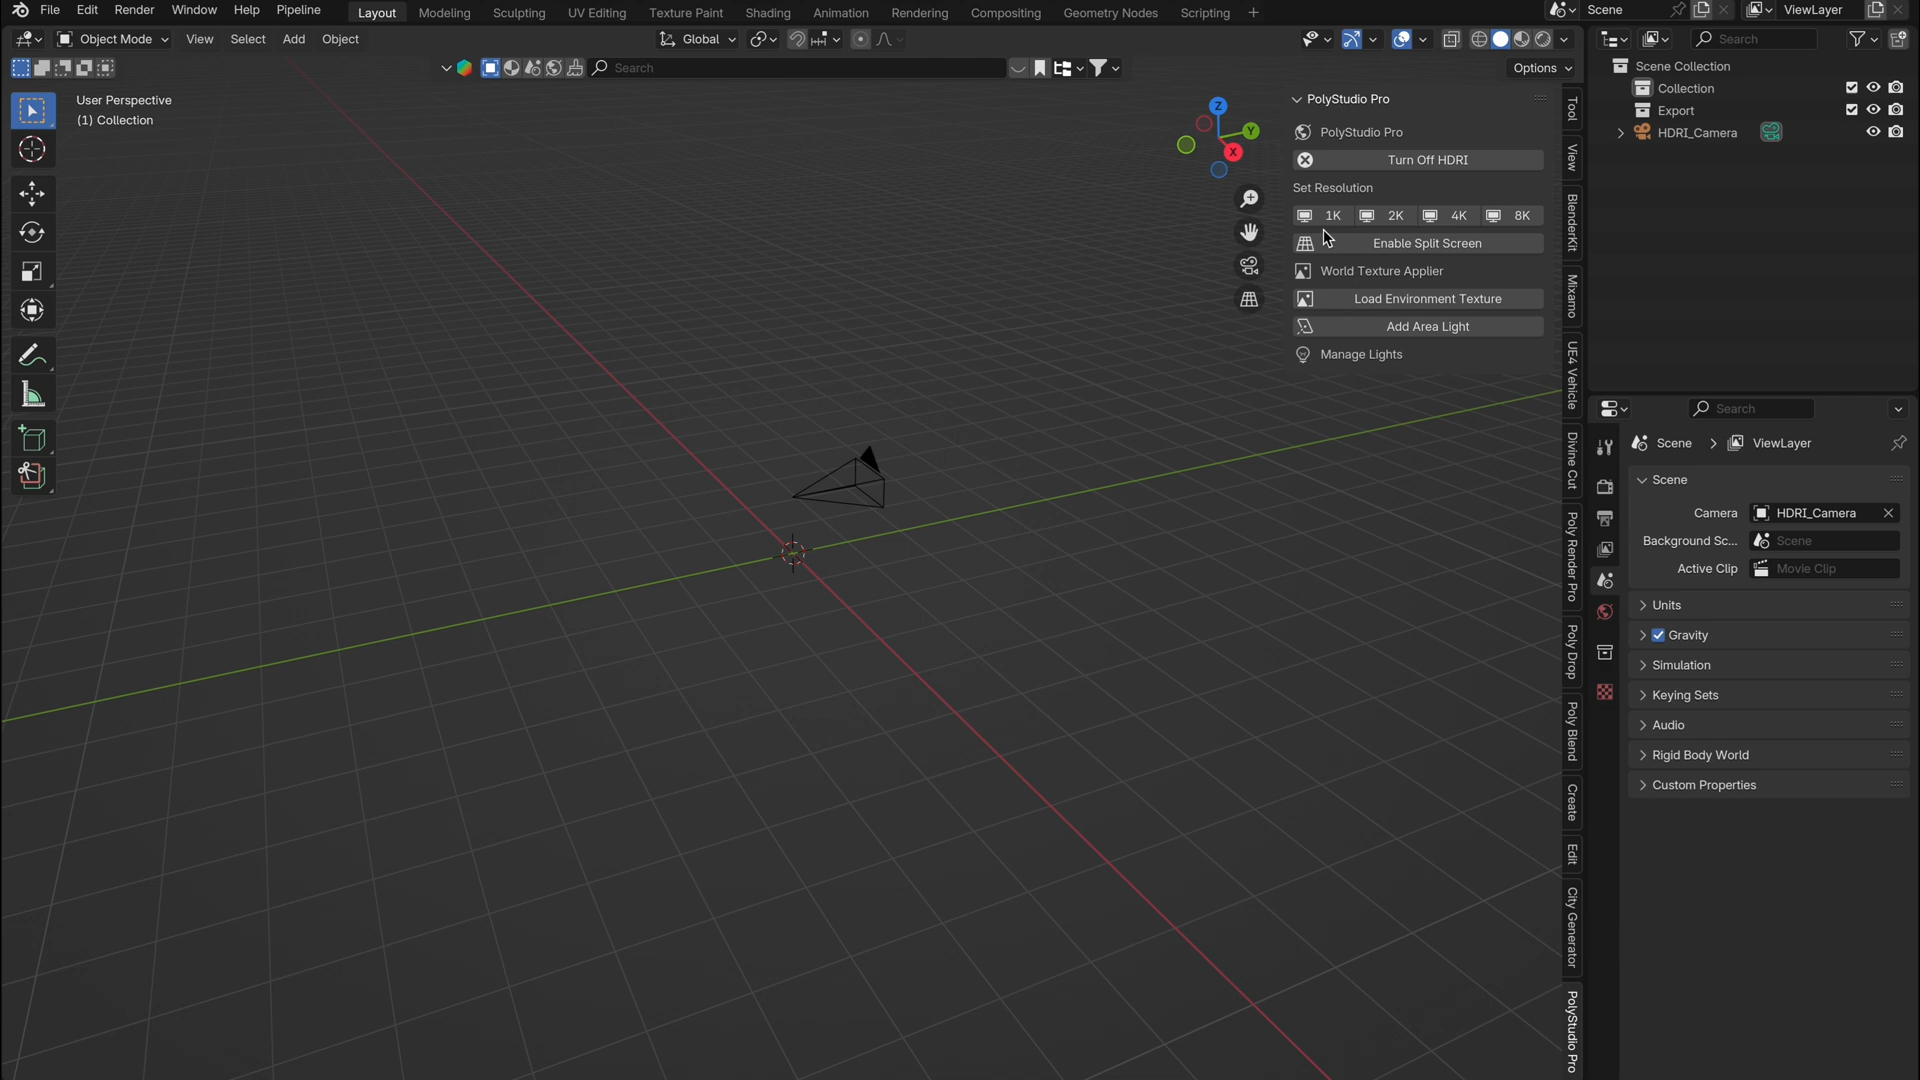 File Edit Render Window Help Pipeline Layout Modeling Sculpting UV Editing Texture Paint Shading Animation Rendering Compositing Geometry Nodes Scripting + Scene ViewLayer
Object Mode View Select Add Object Global Search
Search Options
User Perspective
(1) Collection
Z
Y
X
PolyStudio Pro
PolyStudio Pro
Turn Off HDRI
Set Resolution
1K 2K 4K 8K
Enable Split Screen
World Texture Applier
Load Environment Texture
Add Area Light
Manage Lights
Tool
View
BlenderKit
Mixamo
UE4 Vehicle
Divine Cut
Poly Render Pro
Poly Drop
Poly Blend
Create
Edit
City Generator
PolyStudio Pro
Scene Collection
Collection
Export
HDRI_Camera
Search
Scene ViewLayer
Scene
Camera HDRI_Camera
Background Sc... Scene
Active Clip Movie Clip
Units
Gravity
Simulation
Keying Sets
Audio
Rigid Body World
Custom Properties